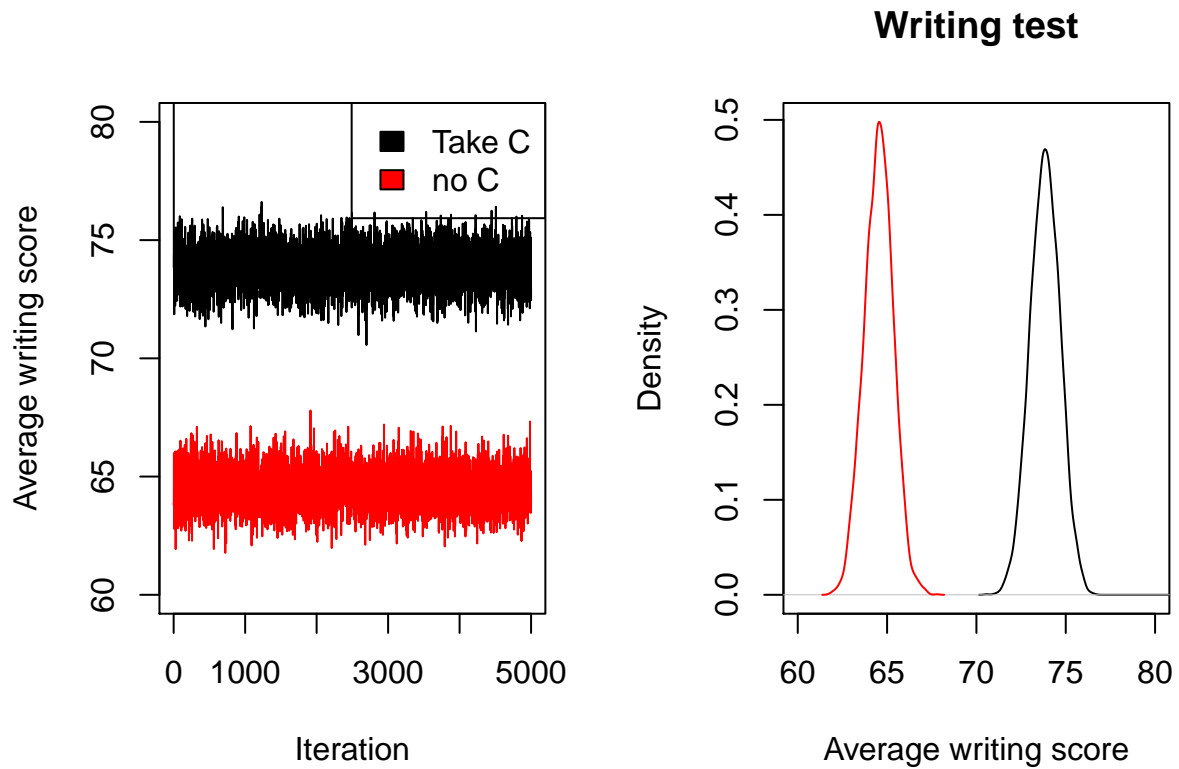 Average writing score
80
75
70
65
60
Take C
no C
0 1000 3000 5000
Iteration
Writing test
Density
0.5
0.4
0.3
0.2
0.1
0.0
60 65 70 75 80
Average writing score